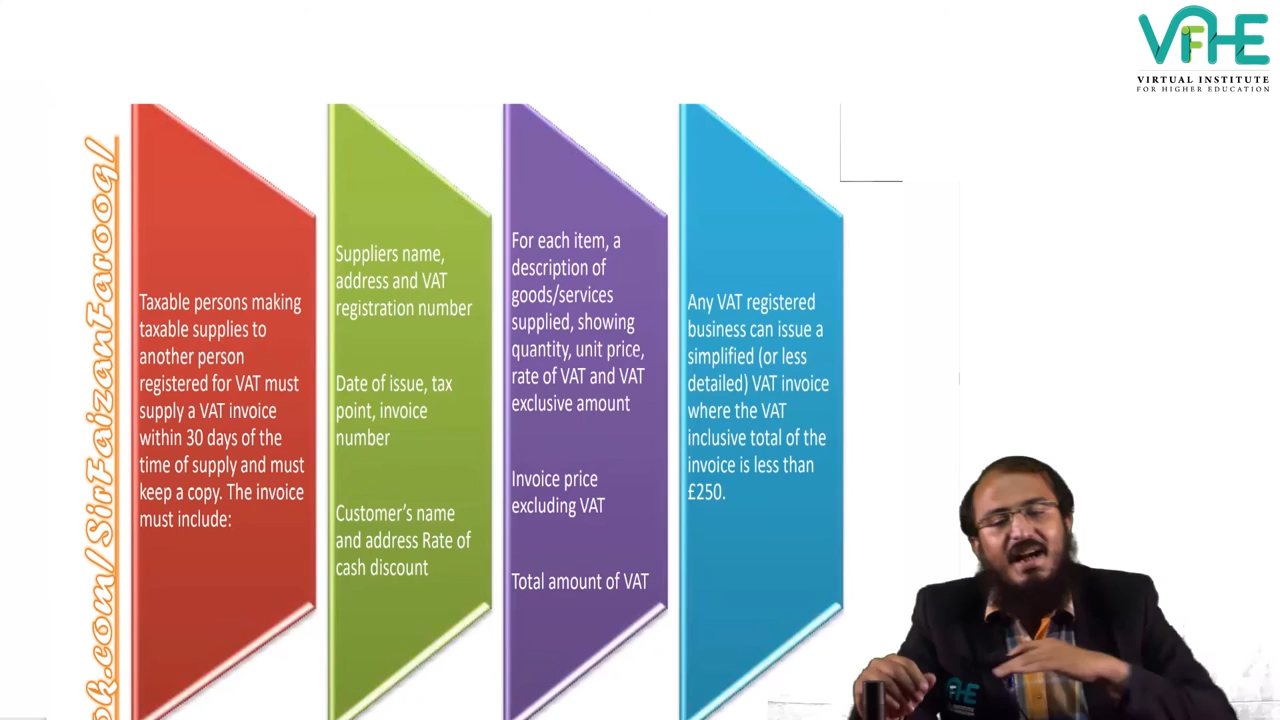 VIFHE
VIRTUAL INSTITUTE
FOR HIGHER EDUCATION
ok.com/SirFaizanFarooq1/
Taxable persons making
taxable supplies to
another person
registered for VAT must
supply a VAT invoice
within 30 days of the
time of supply and must
keep a copy. The invoice
must include:
Suppliers name,
address and VAT
registration number
Date of issue, tax
point, invoice
number
Customer’s name
and address Rate of
cash discount
For each item, a
description of
goods/services
supplied, showing
quantity, unit price,
rate of VAT and VAT
exclusive amount
Invoice price
excluding VAT
Total amount of VAT
Any VAT registered
business can issue a
simplified (or less
detailed) VAT invoice
where the VAT
inclusive total of the
invoice is less than
£250.